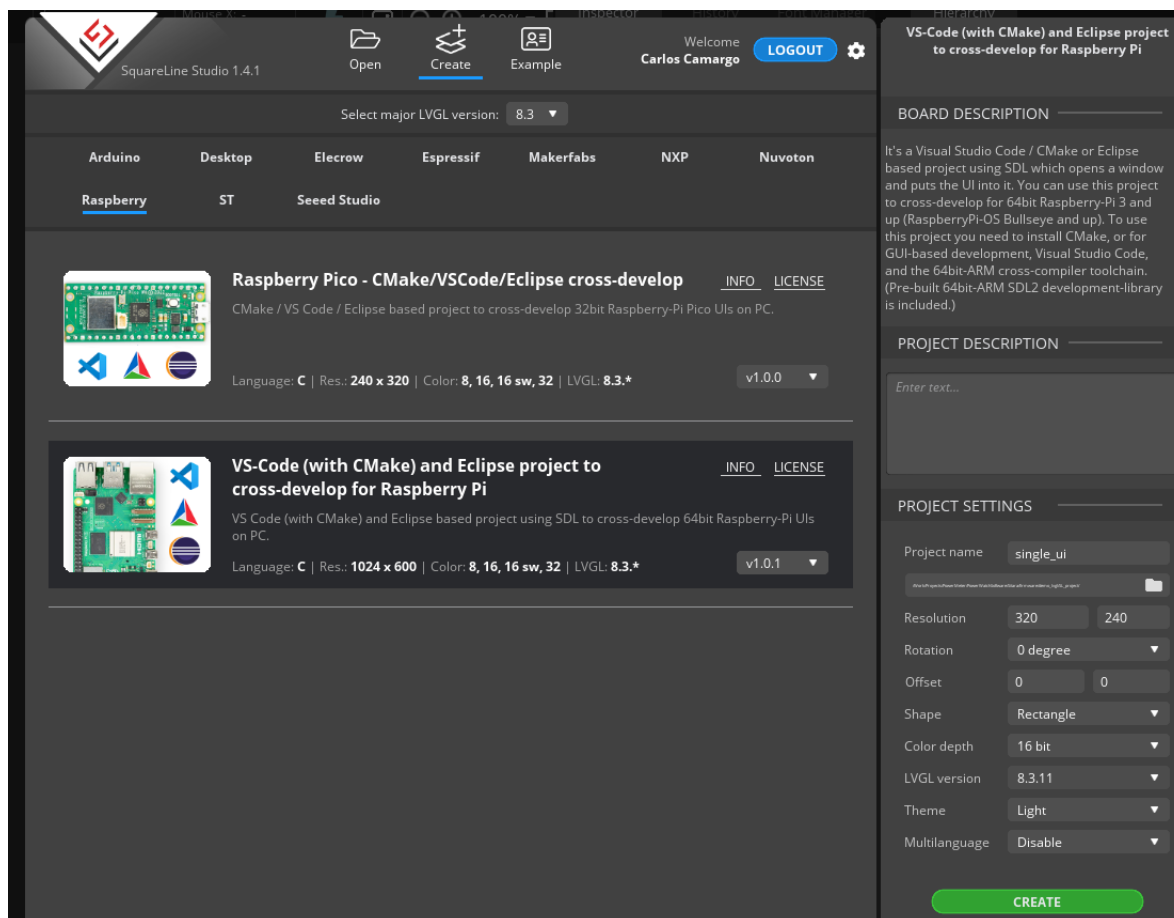 Mouse X: -
100%
Inspector
History
Font Manager
Hierarchy
SquareLine Studio 1.4.1
Open
Create
Example
Welcome
Carlos Camargo
LOGOUT
Select major LVGL version: 8.3
Arduino Desktop Elecrow Espressif Makerfabs NXP Nuvoton
Raspberry ST Seeed Studio
Raspberry Pico - CMake/VSCode/Eclipse cross-develop
INFO LICENSE
CMake / VS Code / Eclipse based project to cross-develop 32bit Raspberry-Pi Pico UIs on PC.
Language: C | Res.: 240 x 320 | Color: 8, 16, 16 sw, 32 | LVGL: 8.3.*
v1.0.0
VS-Code (with CMake) and Eclipse project to
cross-develop for Raspberry Pi
INFO LICENSE
VS Code (with CMake) and Eclipse based project using SDL to cross-develop 64bit Raspberry-Pi UIs
on PC.
Language: C | Res.: 1024 x 600 | Color: 8, 16, 16 sw, 32 | LVGL: 8.3.*
v1.0.1
VS-Code (with CMake) and Eclipse project
to cross-develop for Raspberry Pi
BOARD DESCRIPTION
It's a Visual Studio Code / CMake or Eclipse
based project using SDL which opens a window
and puts the UI into it. You can use this project
to cross-develop for 64bit Raspberry-Pi 3 and
up (RaspberryPi-OS Bullseye and up). To use
this project you need to install CMake, or for
GUI-based development, Visual Studio Code,
and the 64bit-ARM cross-compiler toolchain.
(Pre-built 64bit-ARM SDL2 development-library
is included.)
PROJECT DESCRIPTION
Enter text...
PROJECT SETTINGS
Project name single_ui
Resolution 320 240
Rotation 0 degree
Offset 0 0
Shape Rectangle
Color depth 16 bit
LVGL version 8.3.11
Theme Light
Multilanguage Disable
CREATE